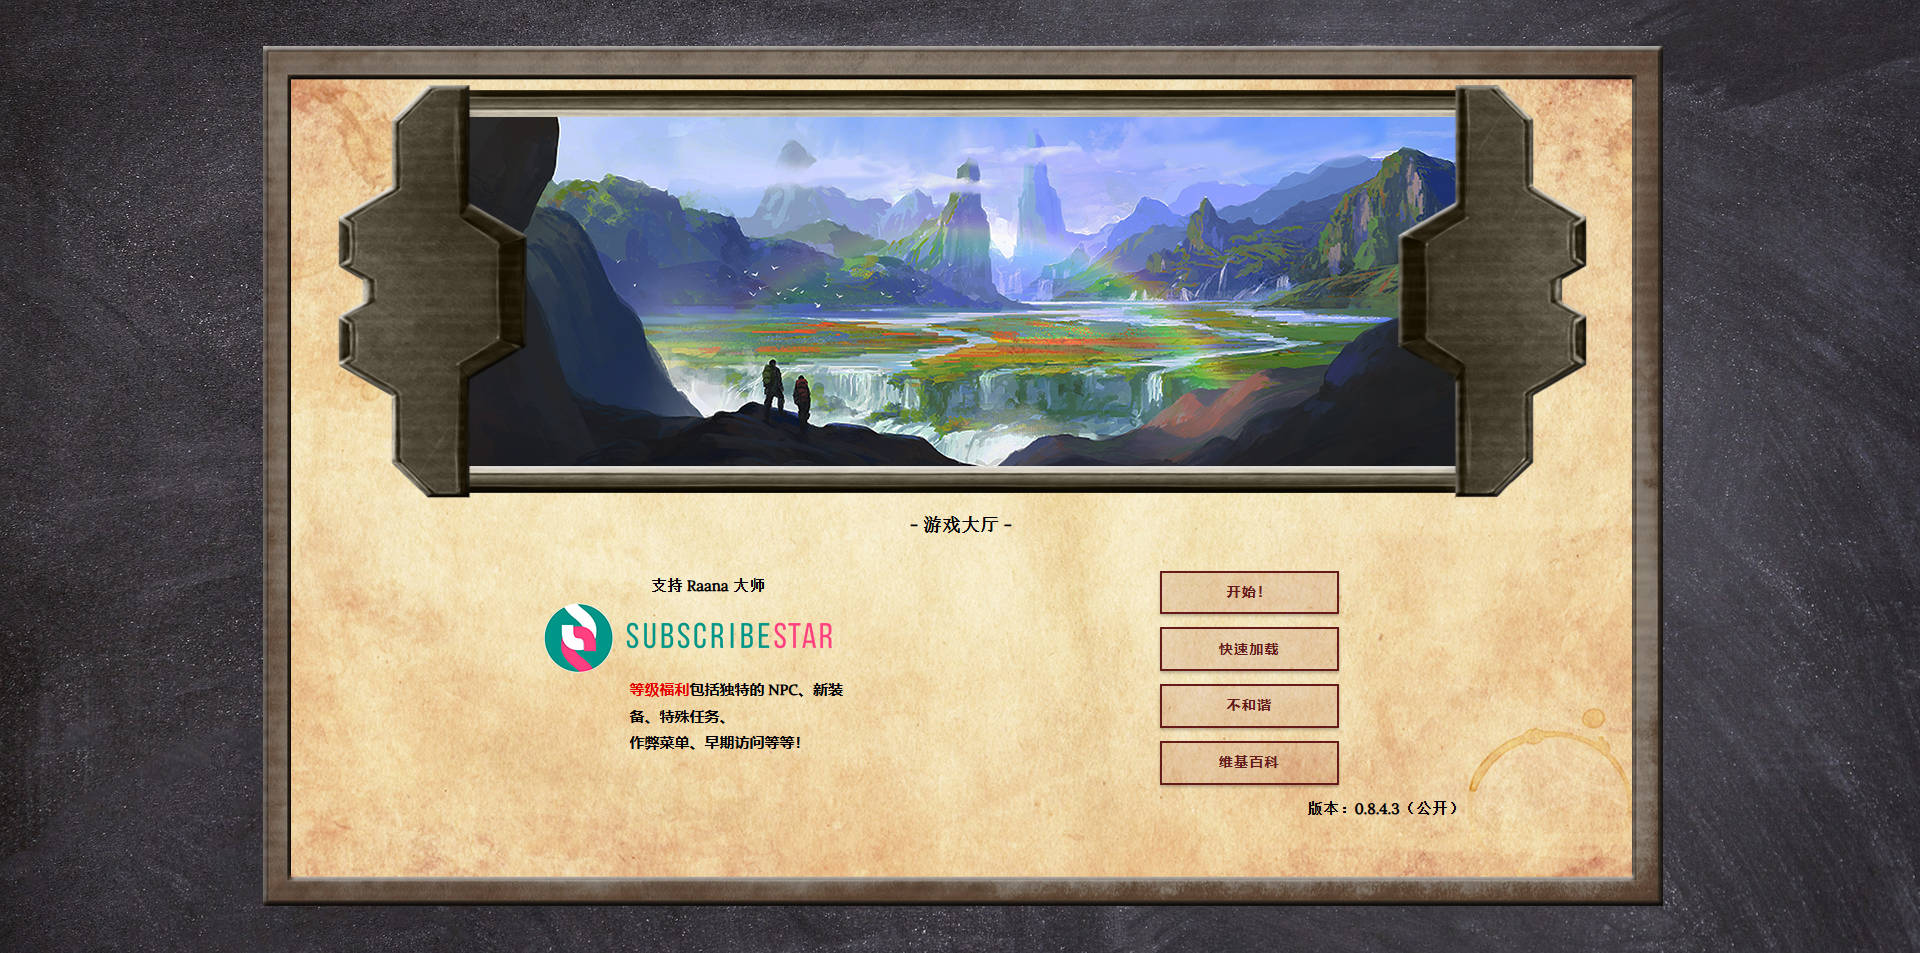 - 游戏大厅 -
支持 Raana 大师
SUBSCRIBESTAR
等级福利包括独特的 NPC、新装
备、特殊任务、
作弊菜单、早期访问等等！
开始！
快速加载
不和谐
维基百科
版本：0.8.4.3（公开）